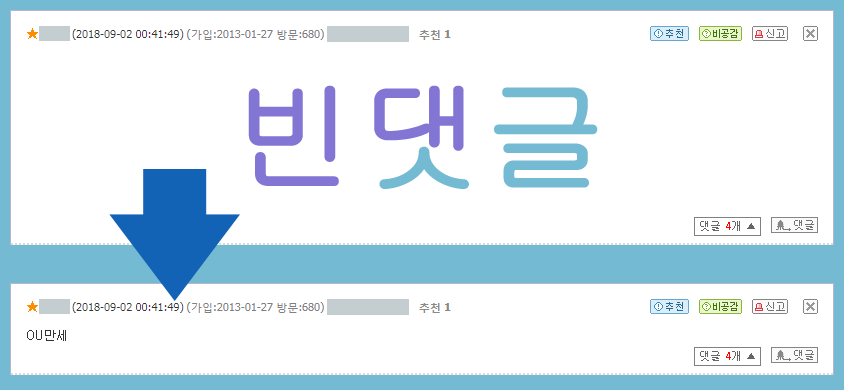 (2018-09-02 00:41:49) (가입:2013-01-27 방문:680) 추천 1 추천 비공감 신고
빈댓글
댓글 4개 댓글
(2018-09-02 00:41:49) (가입:2013-01-27 방문:680) 추천 1 추천 비공감 신고
OU만세
댓글 4개 댓글